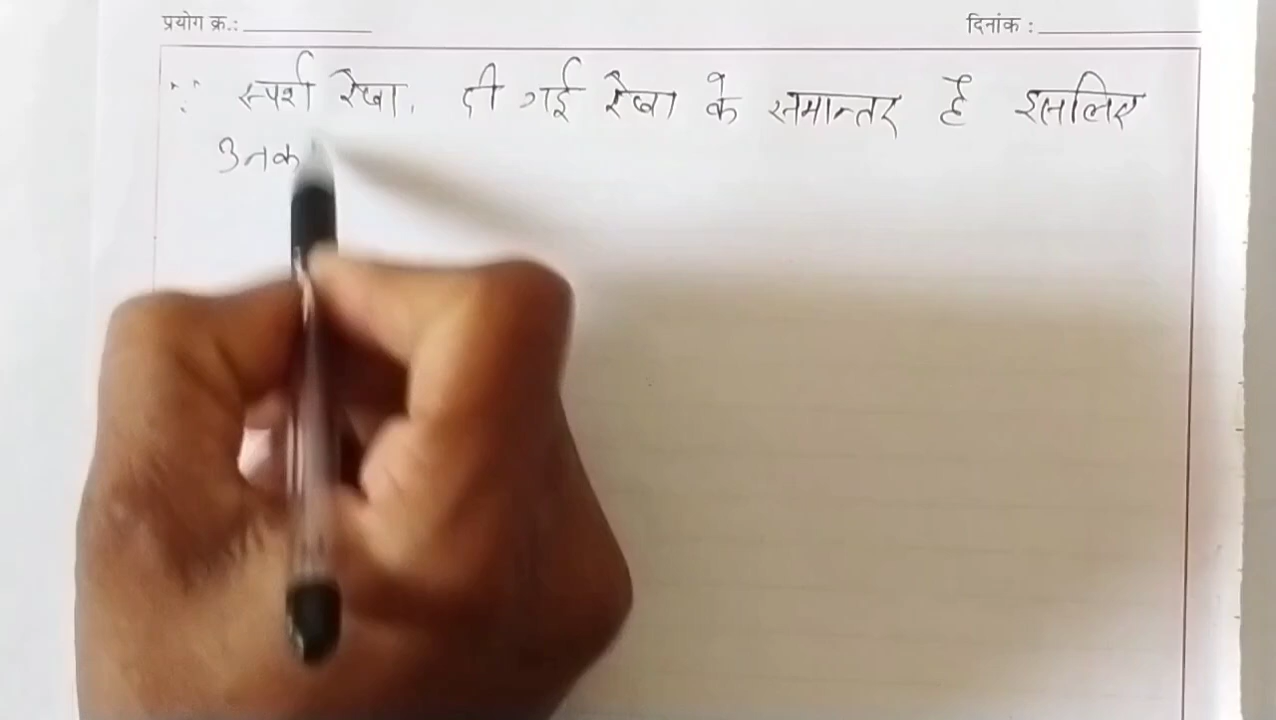 प्रयोग क्र.: दिनांक :
∵ स्पर्श रेखा, दी गई रेखा के समान्तर है इसलिए
उनक